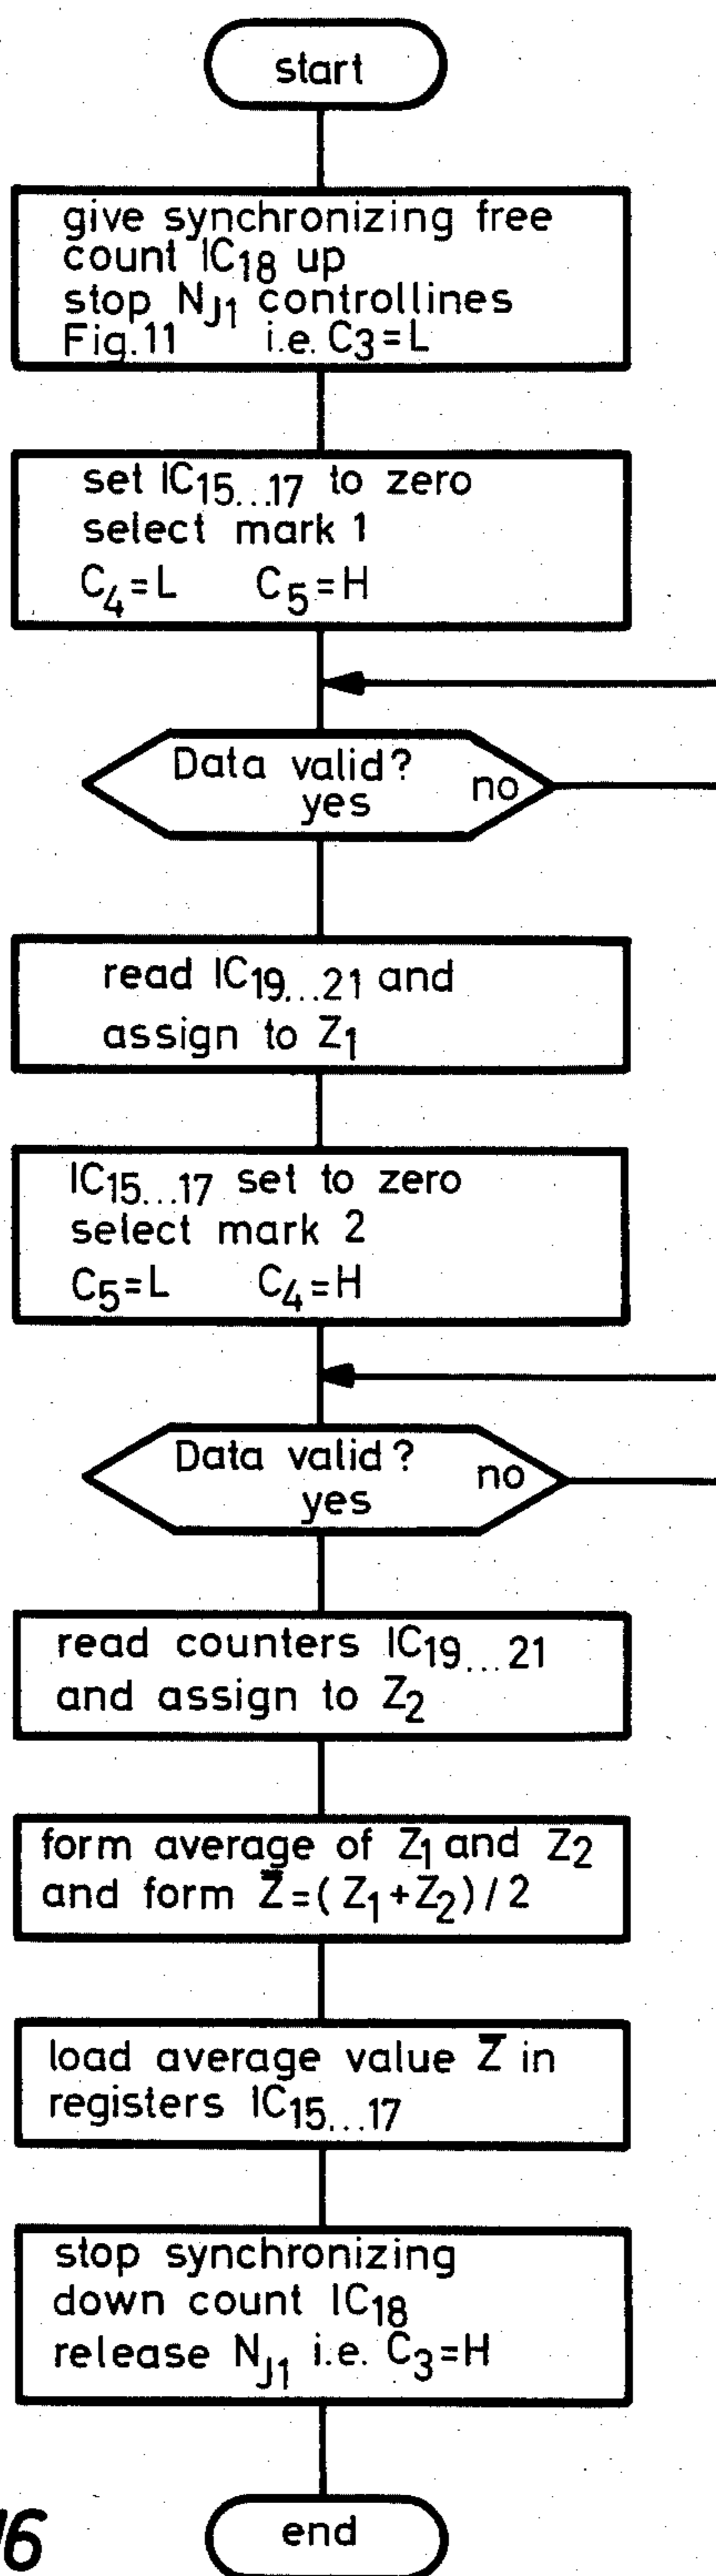 start
give synchronizing free
count IC18 up
stop NJ1 controllines
Fig.11 i.e. C3=L
set IC15...17 to zero
select mark 1
C4=L C5=H
Data valid?
yes no
read IC19...21 and
assign to Z1
IC15...17 set to zero
select mark 2
C5=L C4=H
Data valid?
yes no
read counters IC19...21
and assign to Z2
form average of Z1 and Z2
and form Z̅=(Z1+Z2)/2
load average value Z̅ in
registers IC15...17
stop synchronizing
down count IC18
release NJ1 i.e. C3=H
end
16